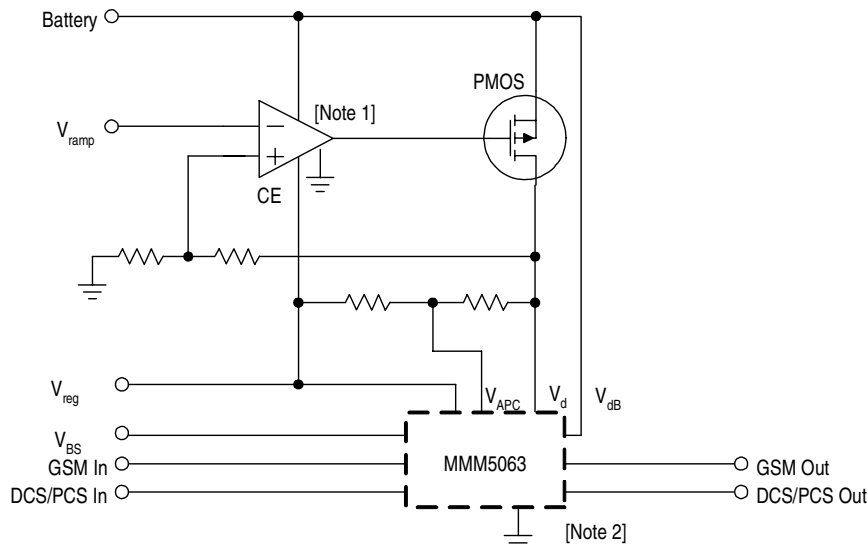 Battery
PMOS
[Note 1]
V_ramp
−
+
CE
V_reg
V_APC
V_d
V_dB
V_BS
GSM In
MMM5063
GSM Out
DCS/PCS In
DCS/PCS Out
[Note 2]